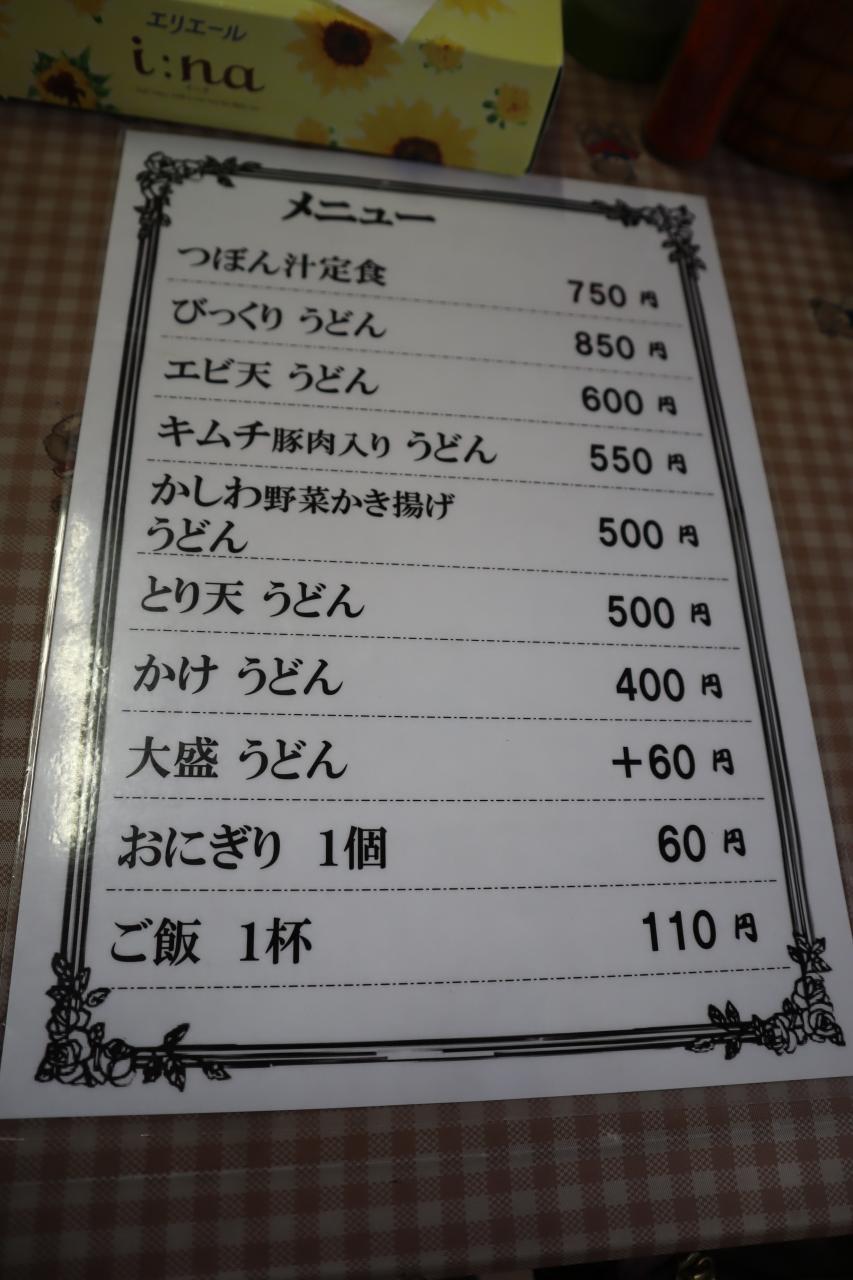 エリエール
i:na
メニュー
つぼん汁定食 750円
びっくり うどん 850円
エビ天 うどん 600円
キムチ豚肉入り うどん 550円
かしわ野菜かき揚げ
うどん 500円
とり天 うどん 500円
かけ うどん 400円
大盛 うどん +60円
おにぎり 1個 60円
ご飯 1杯 110円